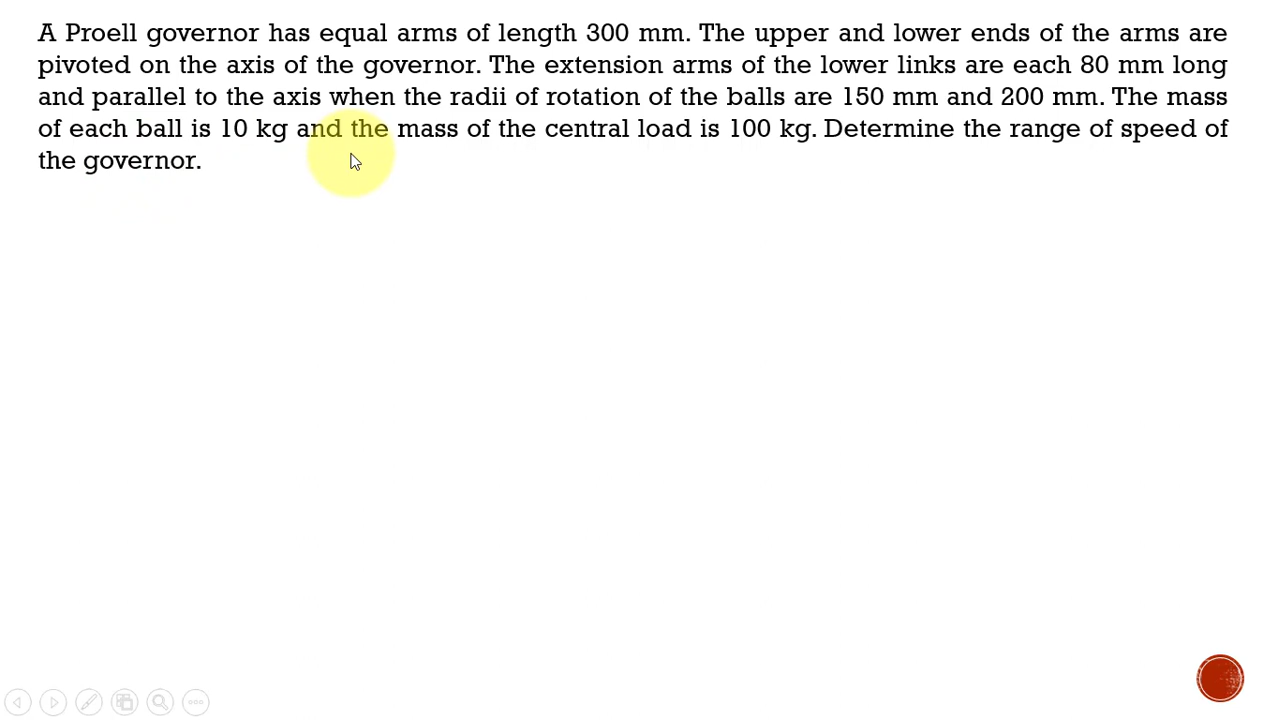 A Proell governor has equal arms of length 300 mm. The upper and lower ends of the arms are
pivoted on the axis of the governor. The extension arms of the lower links are each 80 mm long
and parallel to the axis when the radii of rotation of the balls are 150 mm and 200 mm. The mass
of each ball is 10 kg and the mass of the central load is 100 kg. Determine the range of speed of
the governor.